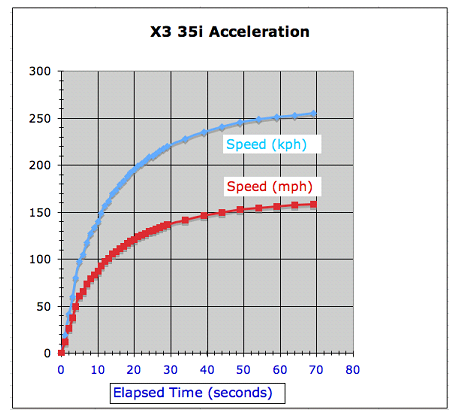 X3 35i Acceleration
300
250
200
150
100
50
0
Speed (kph)
Speed (mph)
0 10 20 30 40 50 60 70 80
Elapsed Time (seconds)